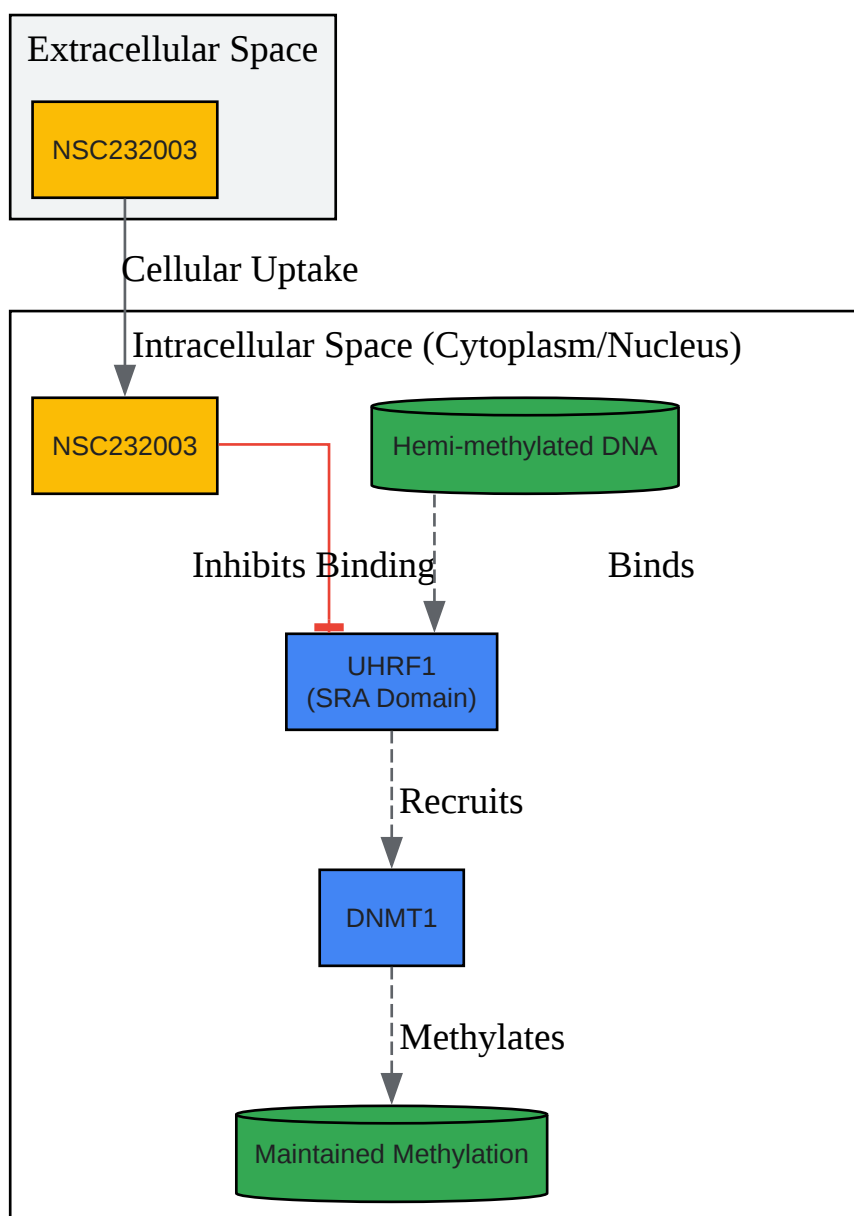 Extracellular Space
NSC232003
Cellular Uptake
Intracellular Space (Cytoplasm/Nucleus)
NSC232003
Hemi-methylated DNA
Inhibits Binding
Binds
UHRF1
(SRA Domain)
Recruits
DNMT1
Methylates
Maintained Methylation